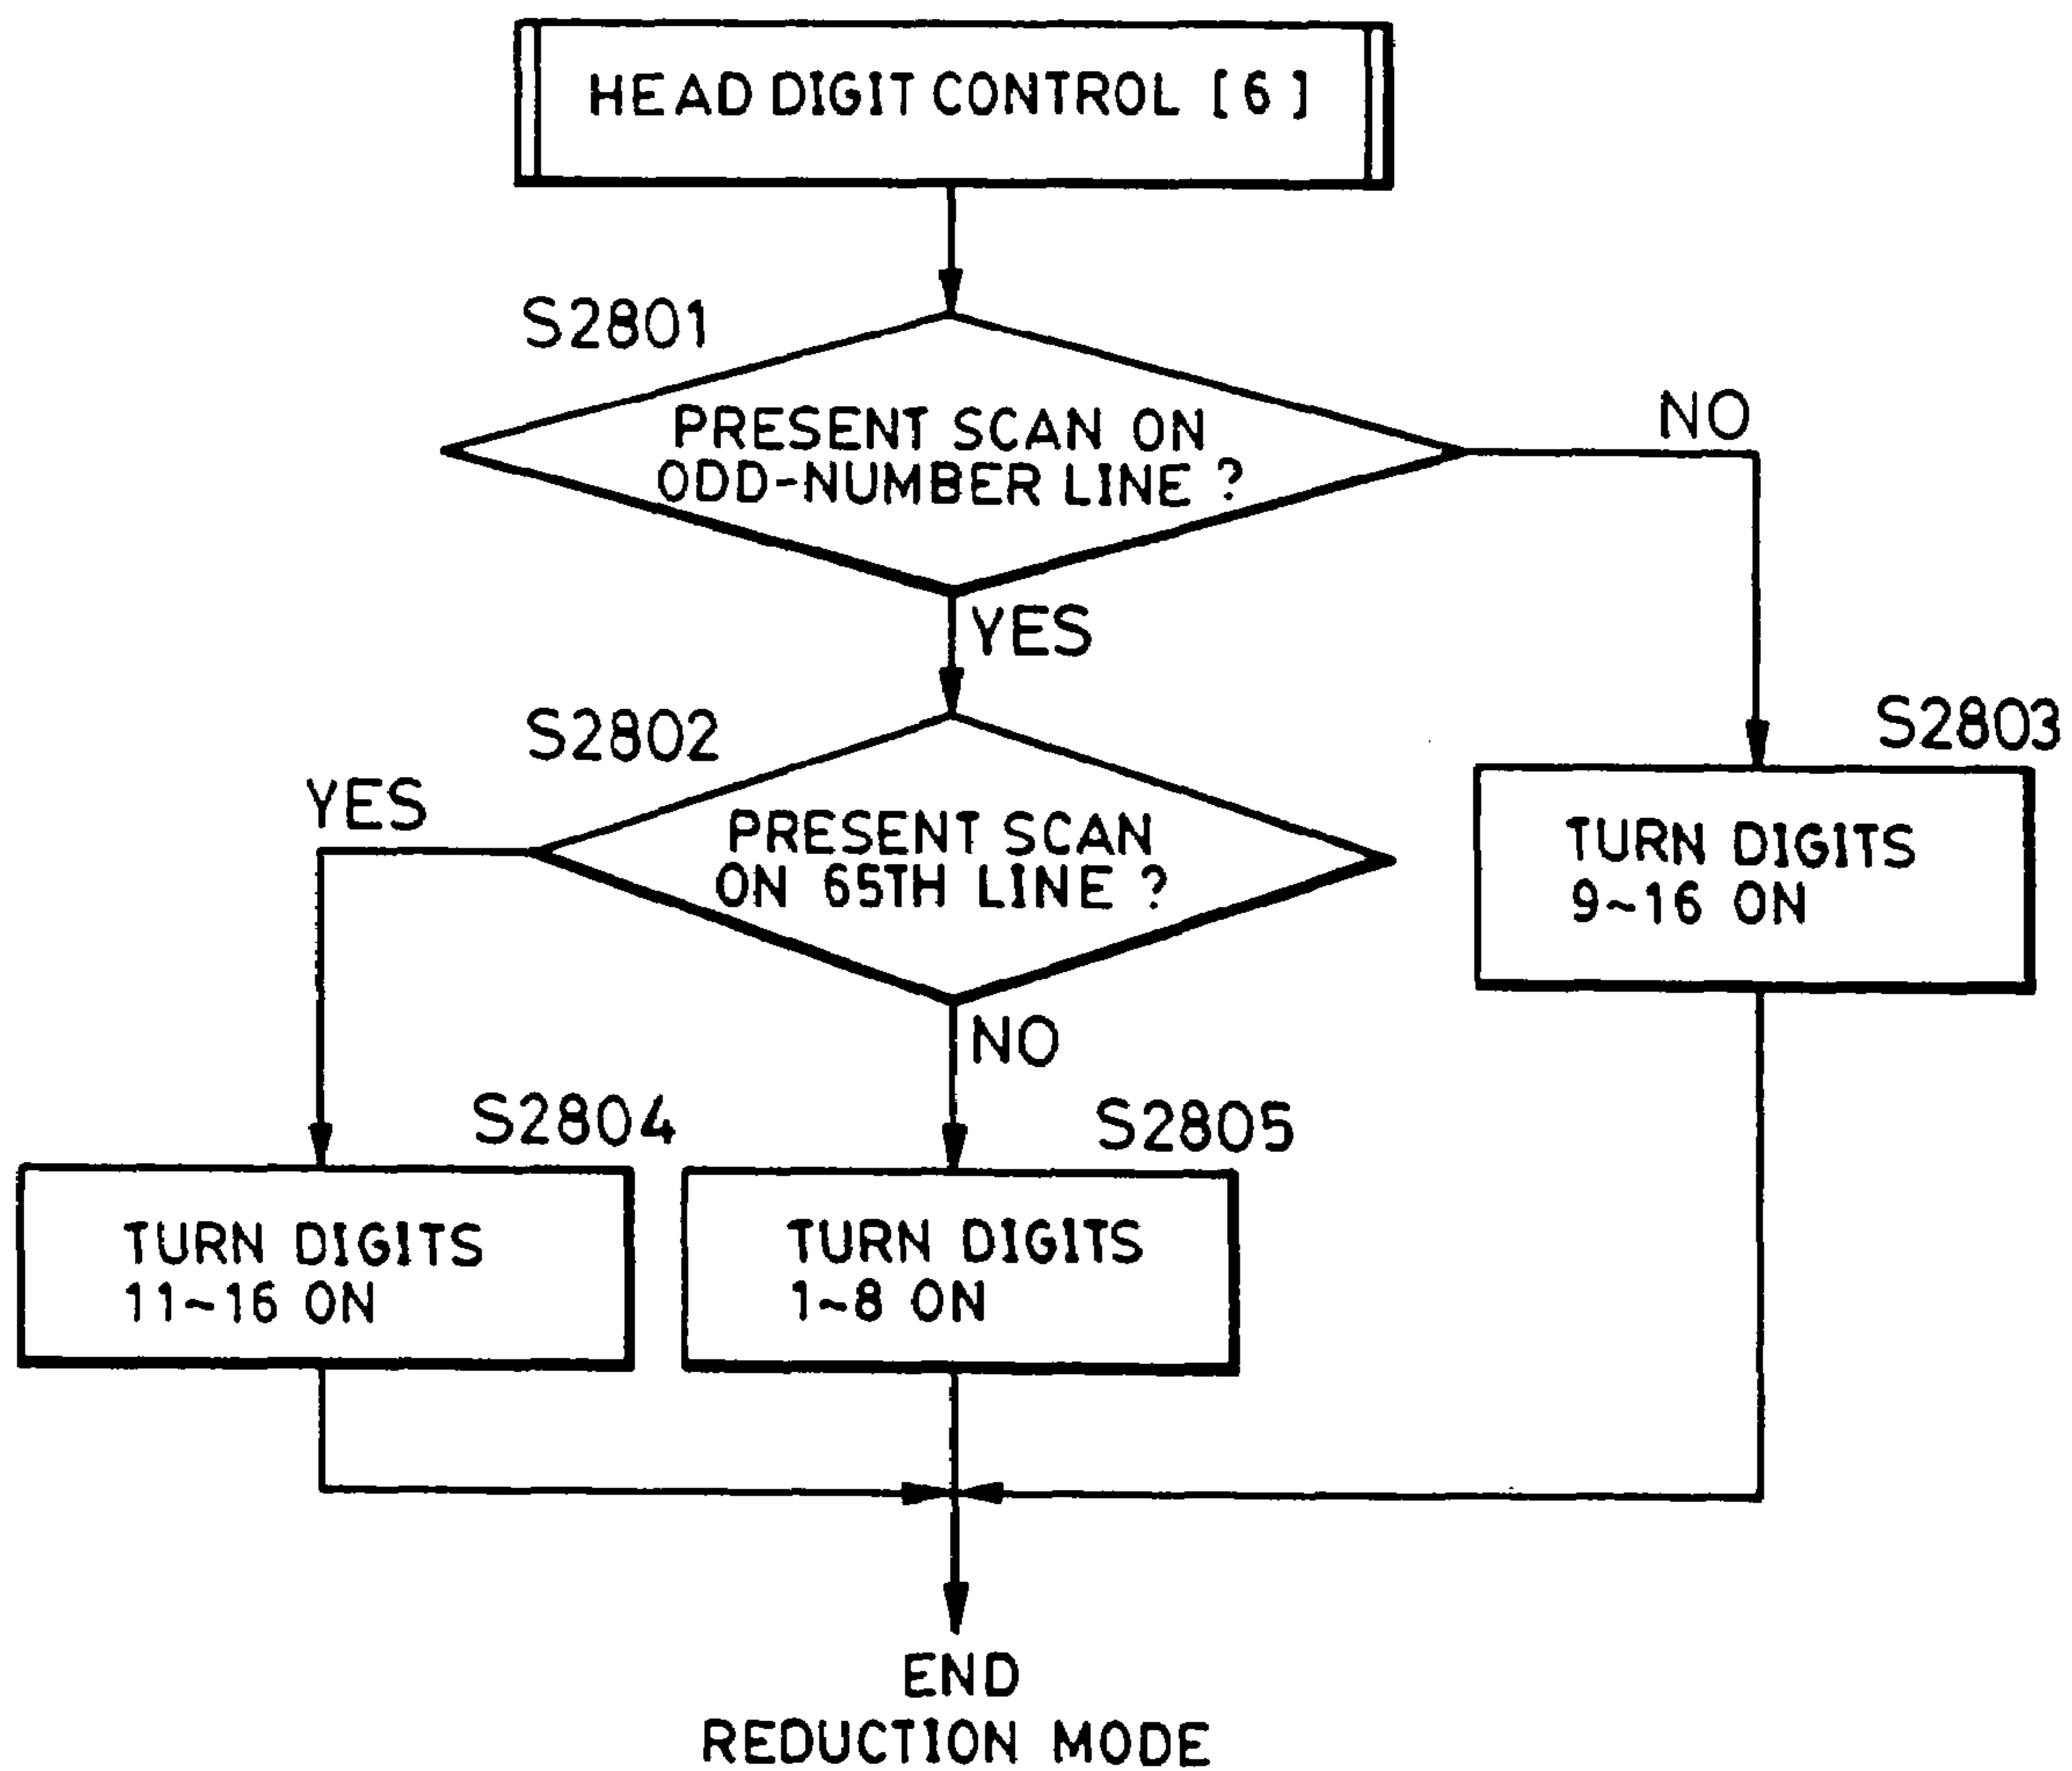 HEAD DIGIT CONTROL [6]
S2801
PRESENT SCAN ON
ODD-NUMBER LINE ?
NO
YES
S2802
S2803
YES
PRESENT SCAN
ON 65TH LINE ?
TURN DIGITS
9~16 ON
NO
S2804
S2805
TURN DIGITS
11~16 ON
TURN DIGITS
1~8 ON
END
REDUCTION MODE